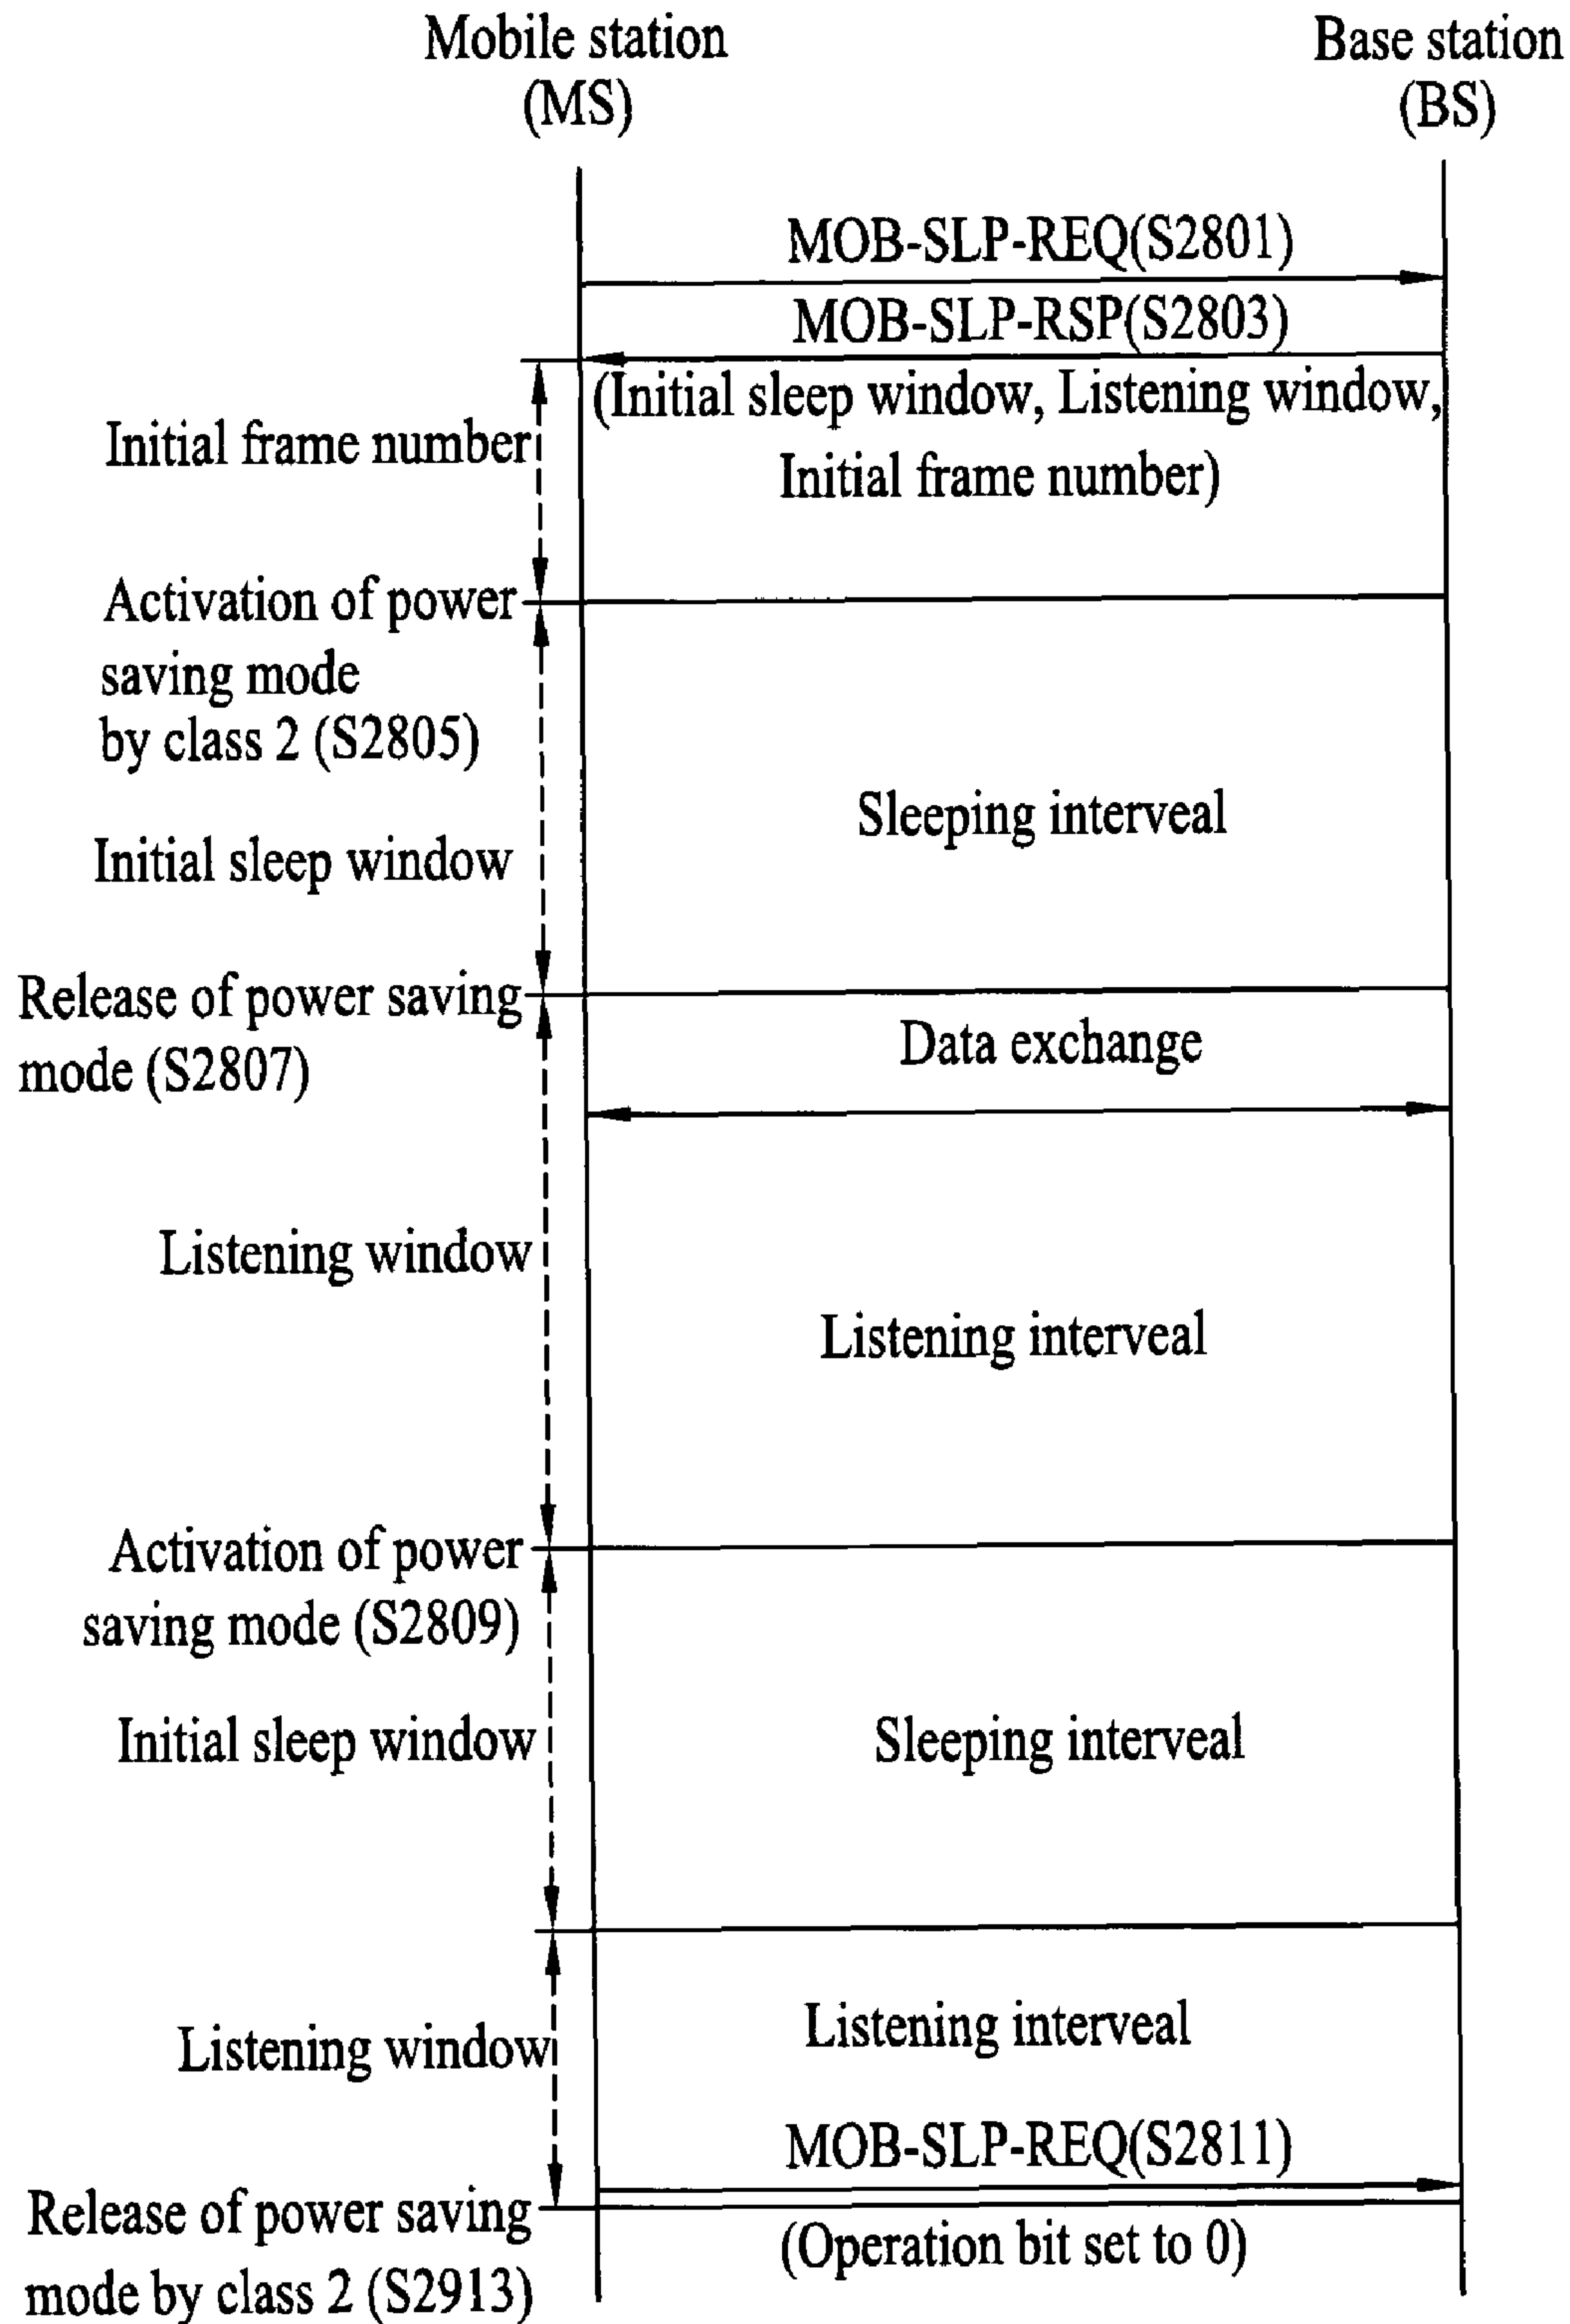 Mobile station
(MS)
Base station
(BS)
MOB-SLP-REQ(S2801)
MOB-SLP-RSP(S2803)
(Initial sleep window, Listening window,
Initial frame number)
Initial frame number
Activation of power
saving mode
by class 2 (S2805)
Sleeping interveal
Initial sleep window
Release of power saving
mode (S2807)
Data exchange
Listening window
Listening interveal
Activation of power
saving mode (S2809)
Initial sleep window
Sleeping interveal
Listening window
Listening interveal
MOB-SLP-REQ(S2811)
Release of power saving
mode by class 2 (S2913)
(Operation bit set to 0)